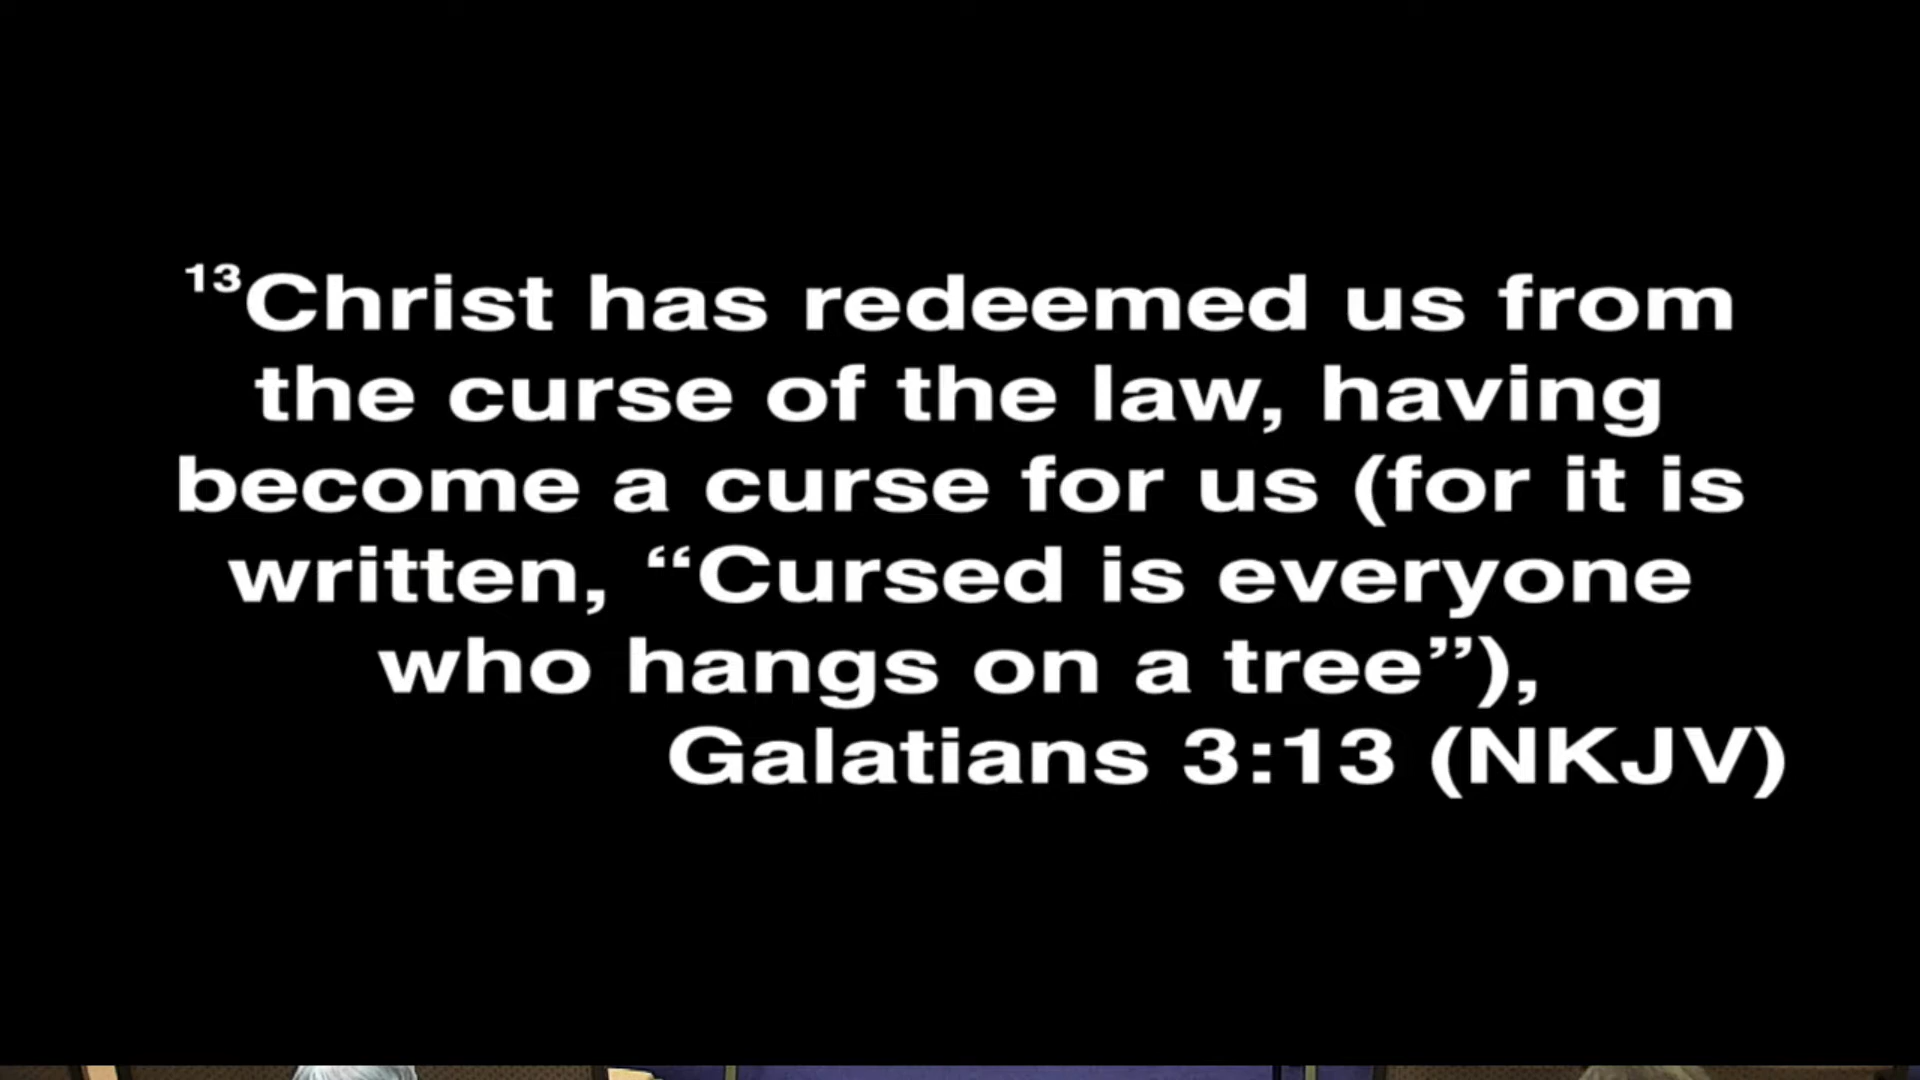 ¹³Christ has redeemed us from
the curse of the law, having
become a curse for us (for it is
written, “Cursed is everyone
who hangs on a tree”),
Galatians 3:13 (NKJV)